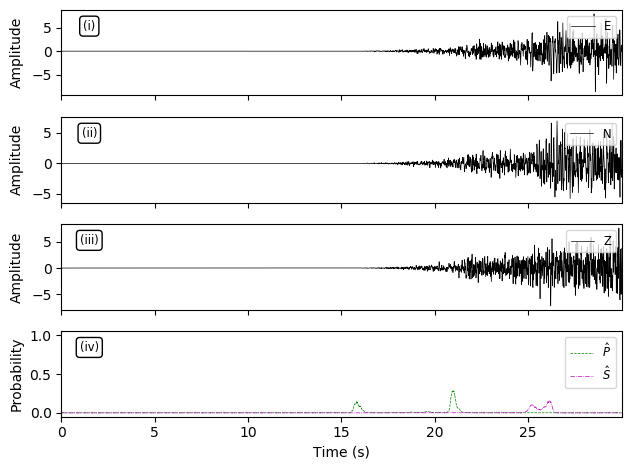 Amplitude
5
0
−5
(i)
E
Amplitude
5
0
−5
(ii)
N
Amplitude
5
0
−5
(iii)
Z
Probability
1.0
0.5
0.0
(iv)
P̂
Ŝ
0 5 10 15 20 25
Time (s)